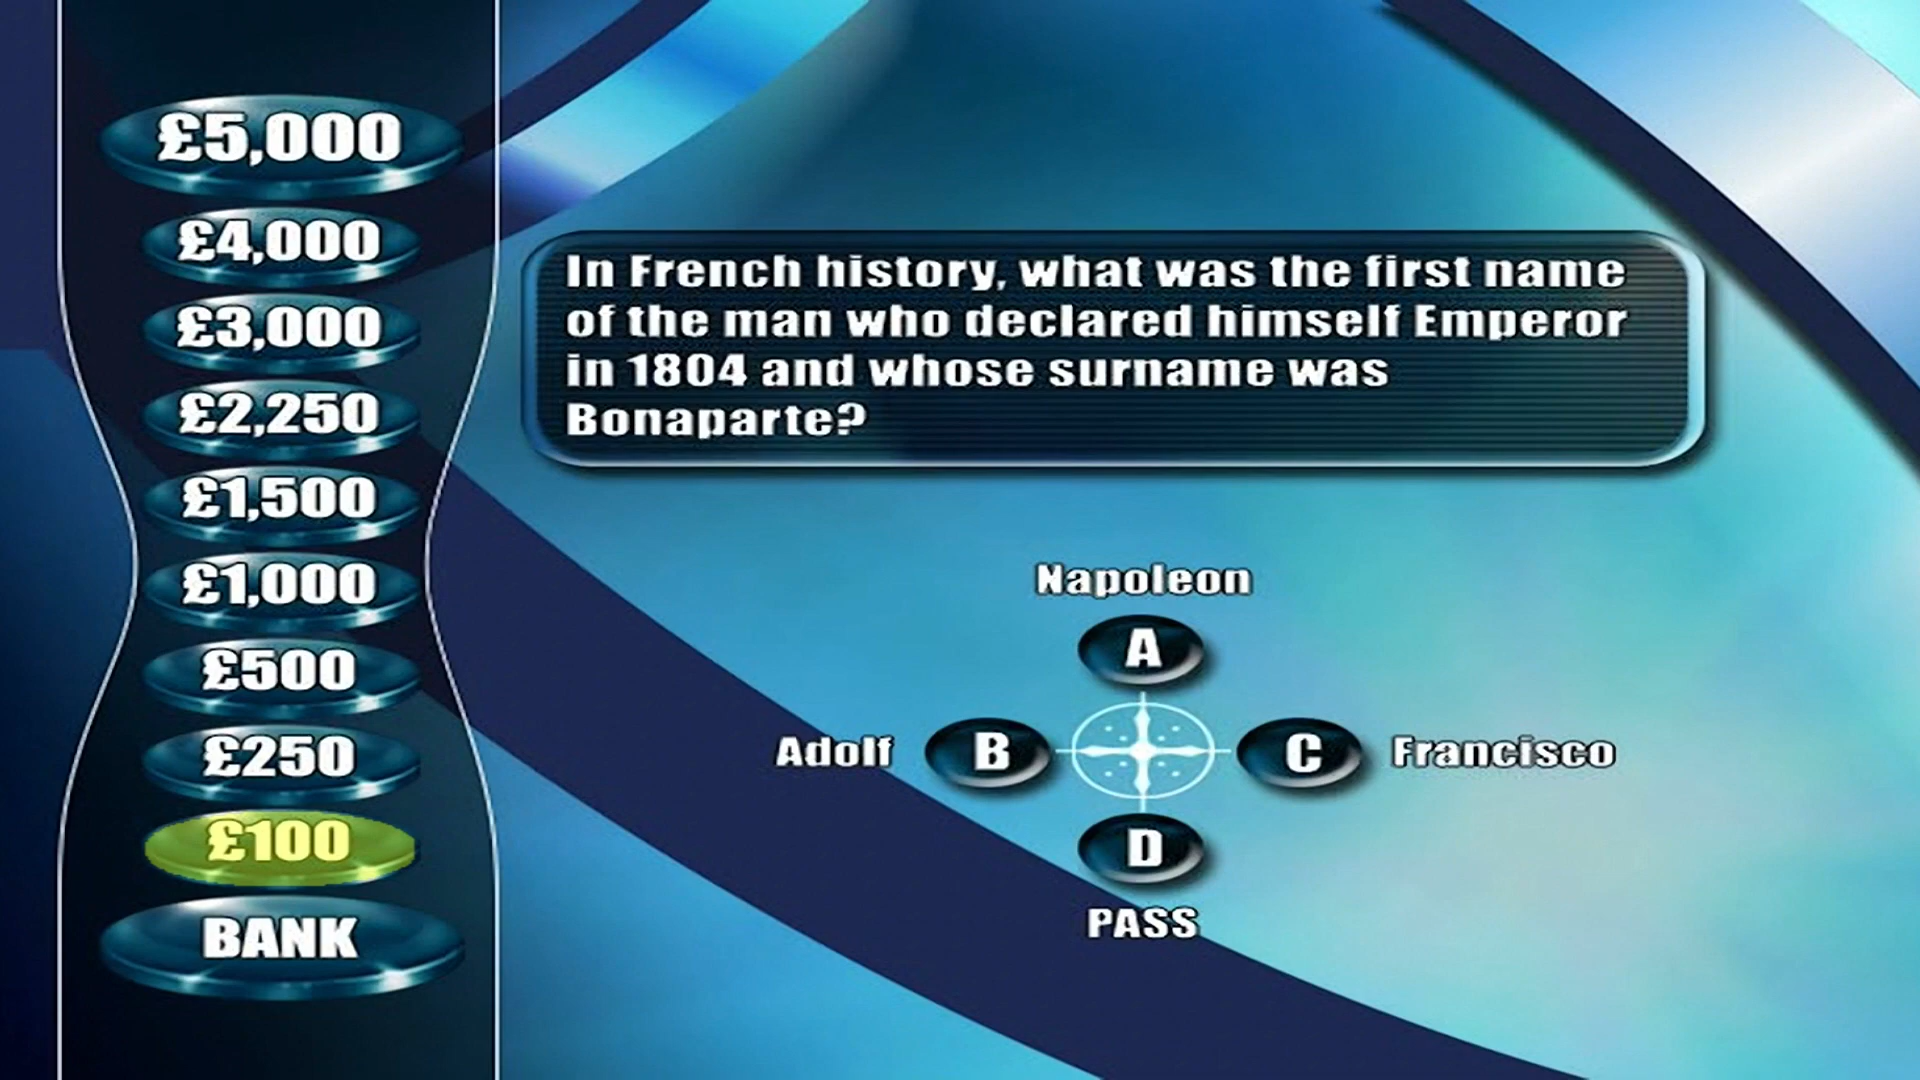 £5,000
£4,000
£3,000
£2,250
£1,500
£1,000
£500
£250
£100
BANK
In French history, what was the first name
of the man who declared himself Emperor
in 1804 and whose surname was
Bonaparte?
Napoleon
A
Adolf B C Francisco
D
PASS